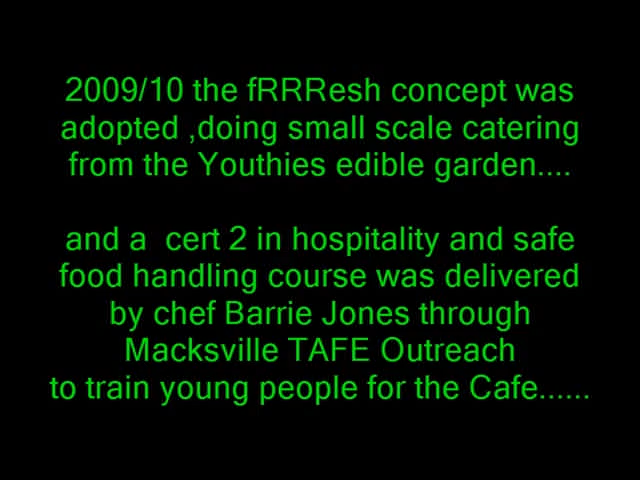 2009/10 the fRRResh concept was
adopted ,doing small scale catering
from the Youthies edible garden....
and a  cert 2 in hospitality and safe
food handling course was delivered
by chef Barrie Jones through
Macksville TAFE Outreach
to train young people for the Cafe......